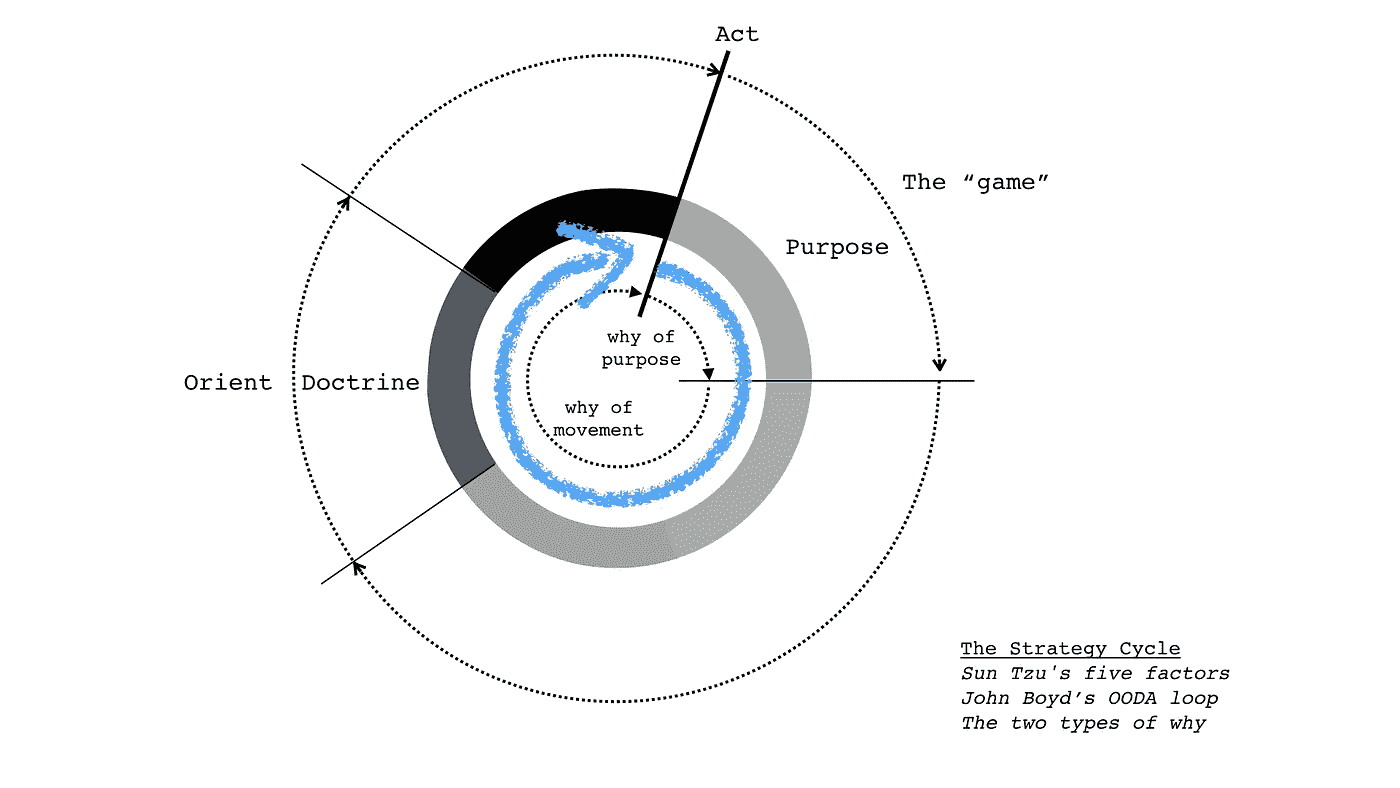 Act
The “game”
Purpose
why of
purpose
Orient Doctrine
why of
movement
The Strategy Cycle
Sun Tzu's five factors
John Boyd’s OODA loop
The two types of why